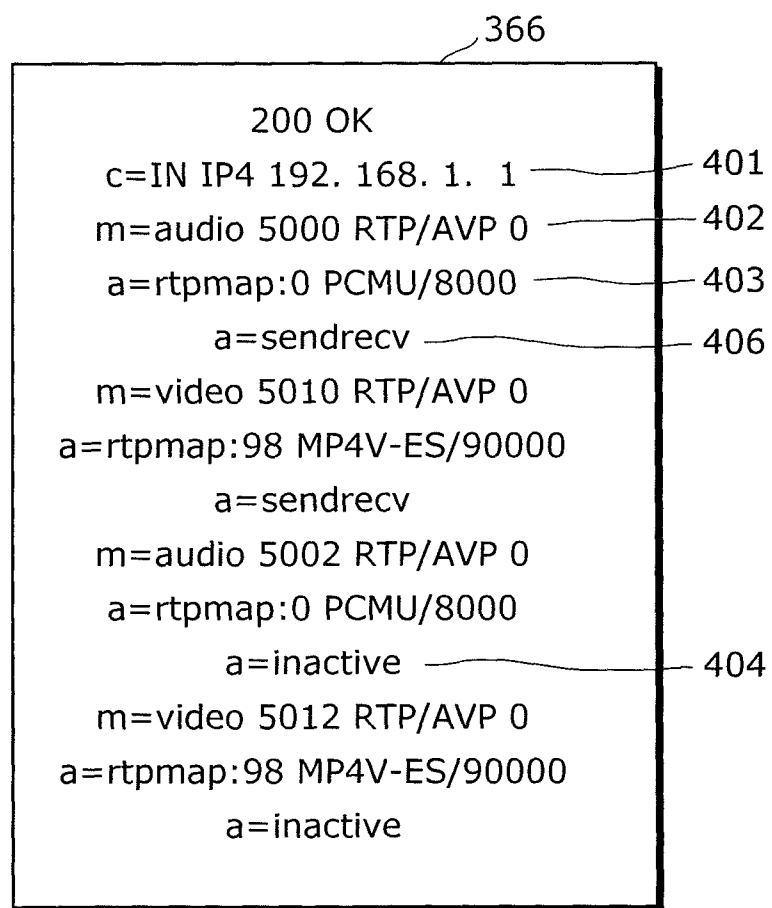 366
200 OK
c=IN IP4 192. 168. 1. 1 401
m=audio 5000 RTP/AVP 0 402
a=rtpmap:0 PCMU/8000 403
a=sendrecv 406
m=video 5010 RTP/AVP 0
a=rtpmap:98 MP4V-ES/90000
a=sendrecv
m=audio 5002 RTP/AVP 0
a=rtpmap:0 PCMU/8000
a=inactive 404
m=video 5012 RTP/AVP 0
a=rtpmap:98 MP4V-ES/90000
a=inactive